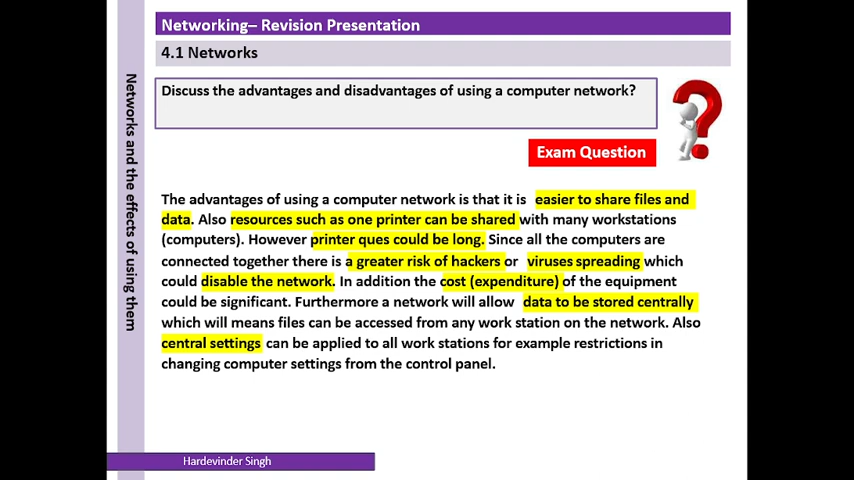 Networking– Revision Presentation
4.1 Networks
Networks and the effects of using them
Discuss the advantages and disadvantages of using a computer network?
Exam Question
The advantages of using a computer network is that it is easier to share files and
data. Also resources such as one printer can be shared with many workstations
(computers). However printer ques could be long. Since all the computers are
connected together there is a greater risk of hackers or viruses spreading which
could disable the network. In addition the cost (expenditure) of the equipment
could be significant. Furthermore a network will allow data to be stored centrally
which will means files can be accessed from any work station on the network. Also
central settings can be applied to all work stations for example restrictions in
changing computer settings from the control panel.
Hardevinder Singh